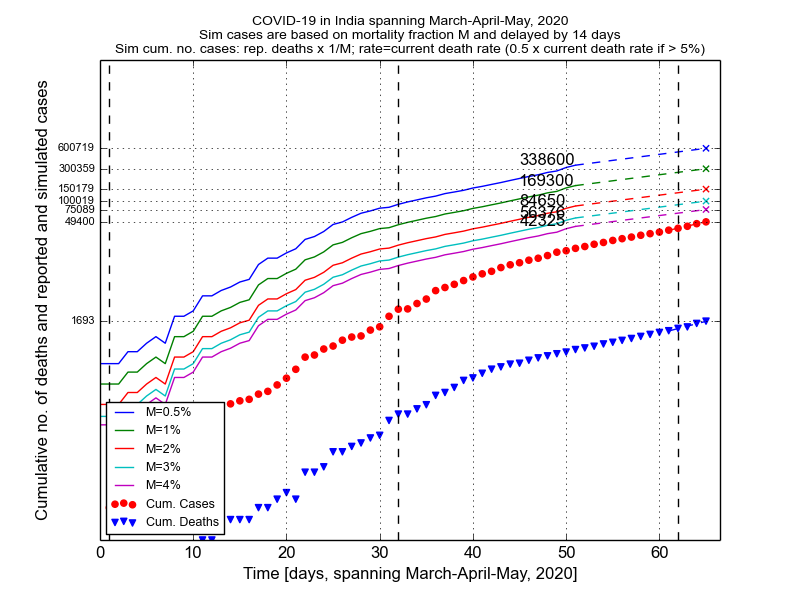 COVID-19 in India spanning March-April-May, 2020
Sim cases are based on mortality fraction M and delayed by 14 days
Sim cum. no. cases: rep. deaths x 1/M; rate=current death rate (0.5 x current death rate if > 5%)
Cumulative no. of deaths and reported and simulated cases
600719
300359
150179
100019
75089
49400
1693
338600
169300
84650
56376
42325
M=0.5%
M=1%
M=2%
M=3%
M=4%
Cum. Cases
Cum. Deaths
0 10 20 30 40 50 60
Time [days, spanning March-April-May, 2020]